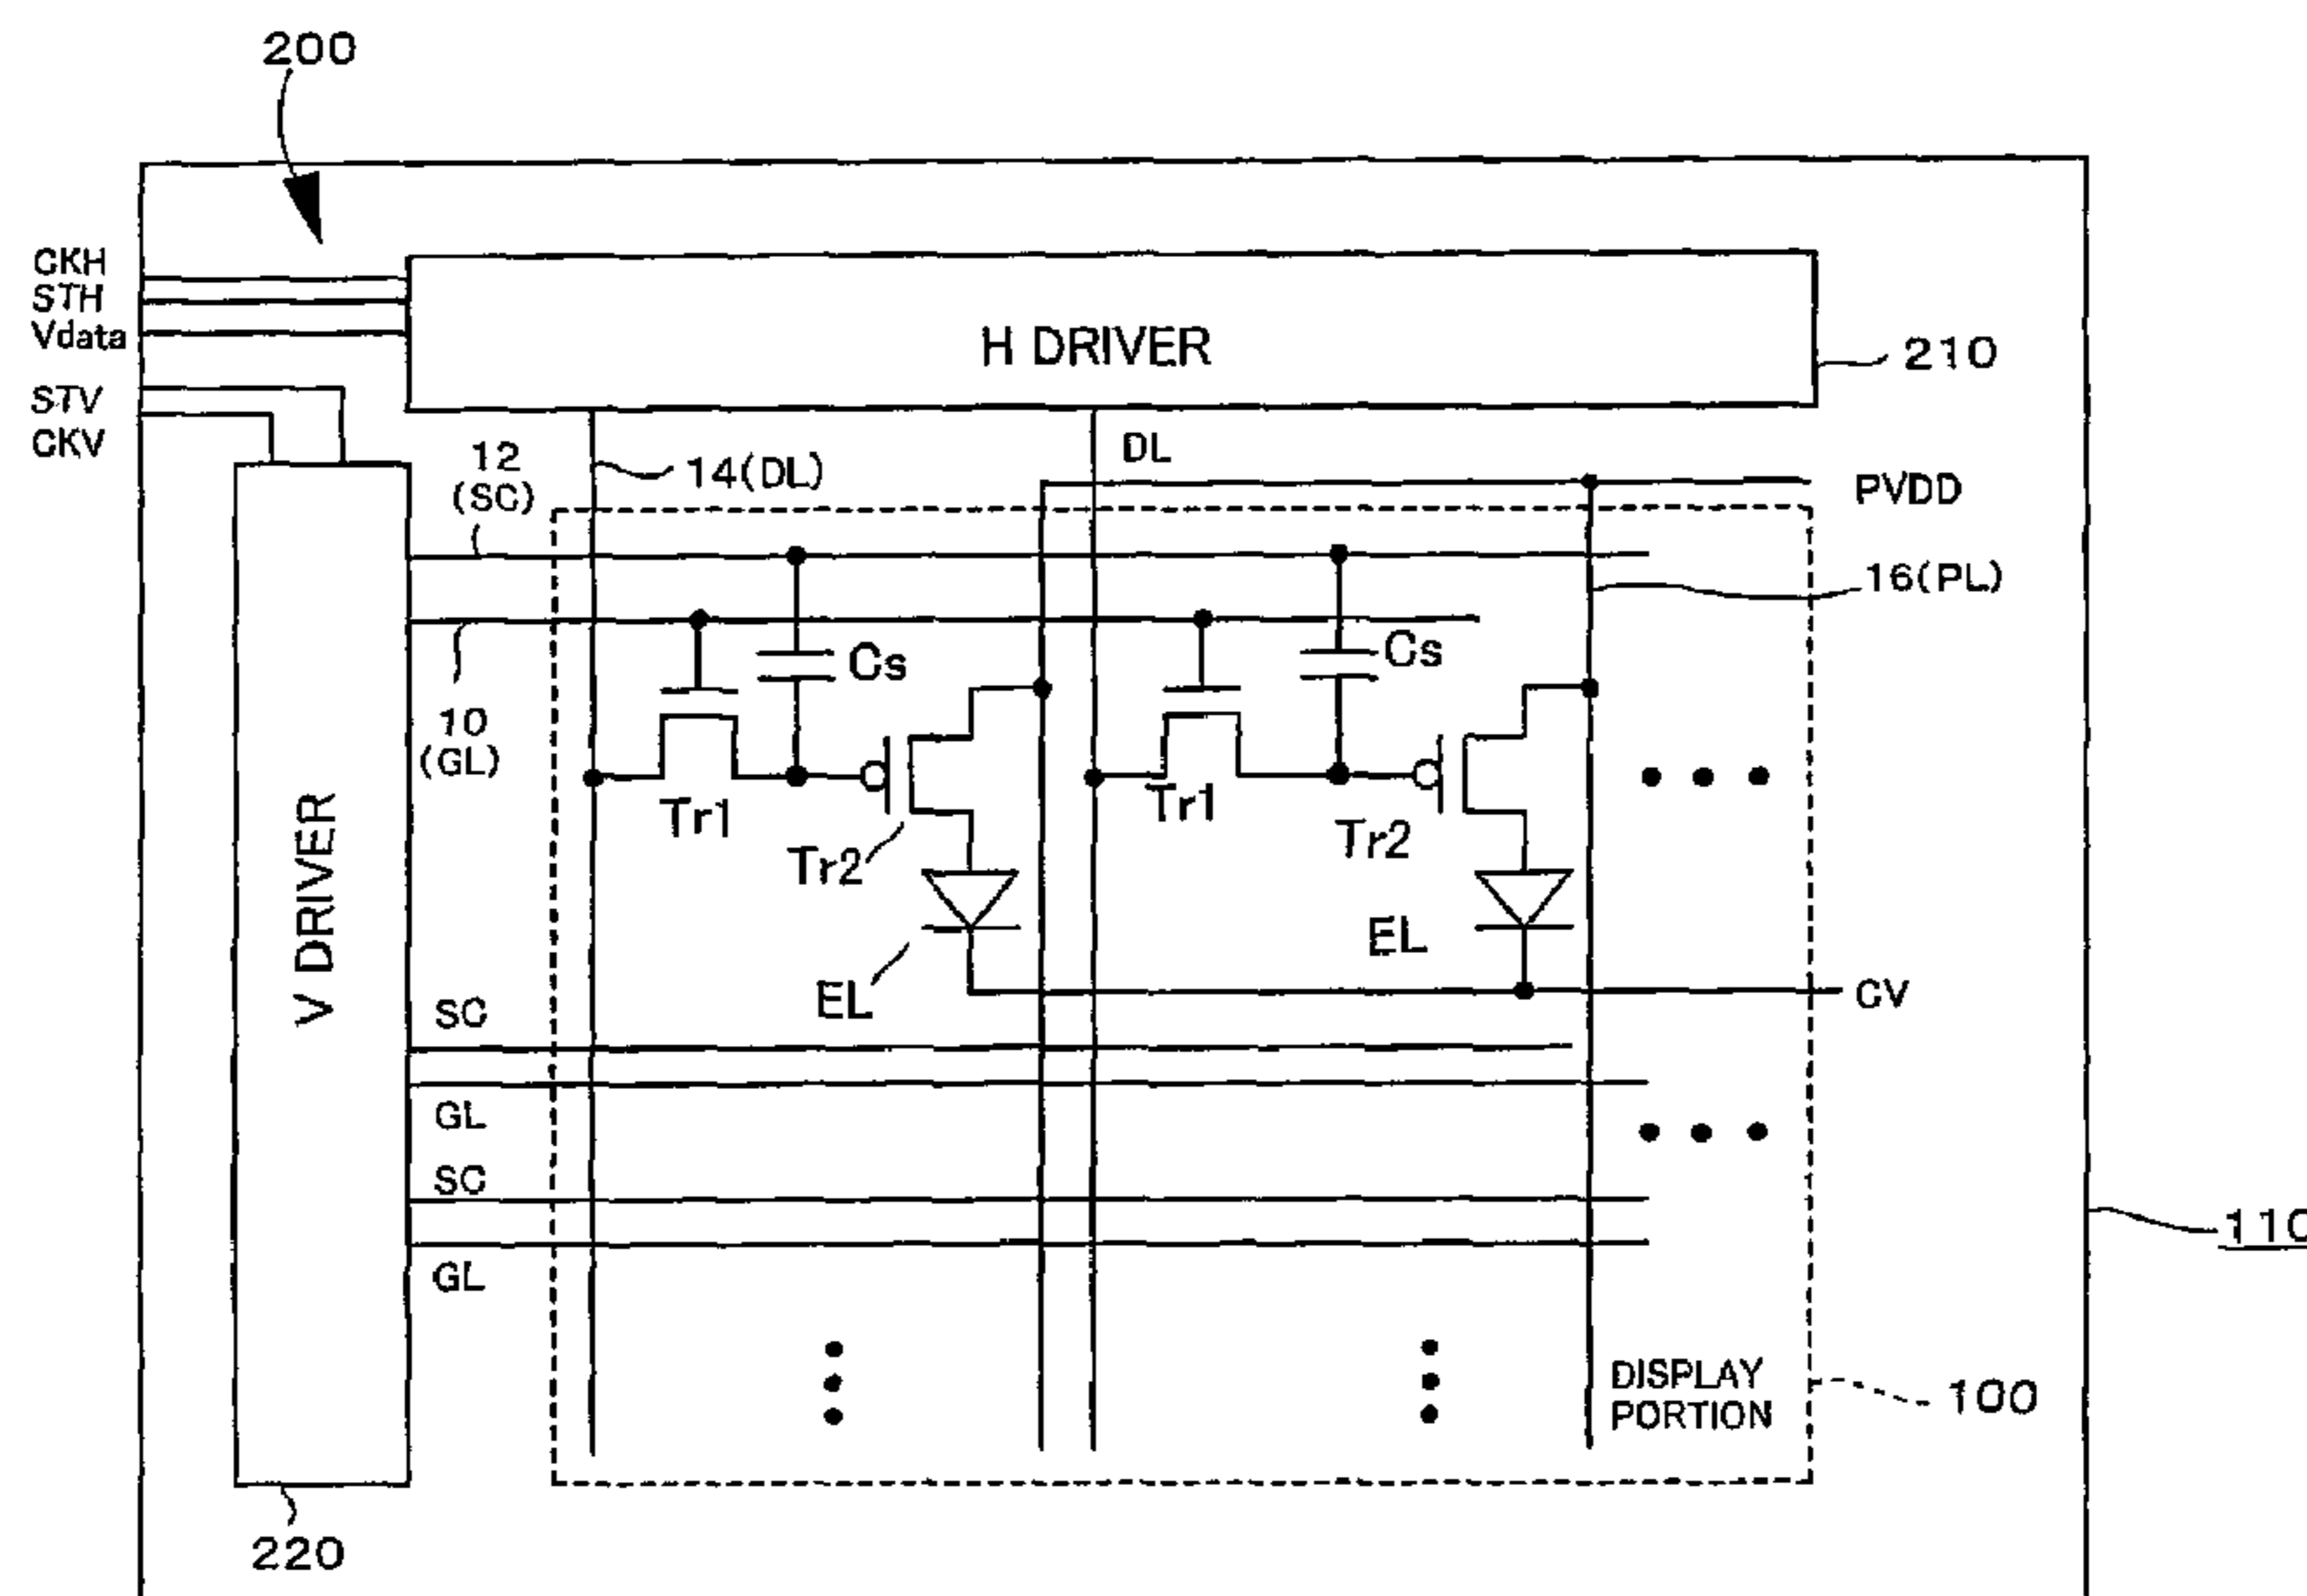 200
CKH
STH
Vdata
STV
CKV
H DRIVER
210
12
(SC)
14(DL)
DL
PVDD
16(PL)
Cs
Cs
10
(GL)
Tr1
Tr1
Tr2
Tr2
EL
EL
V DRIVER
CV
SC
GL
SC
GL
110
DISPLAY
PORTION
100
220